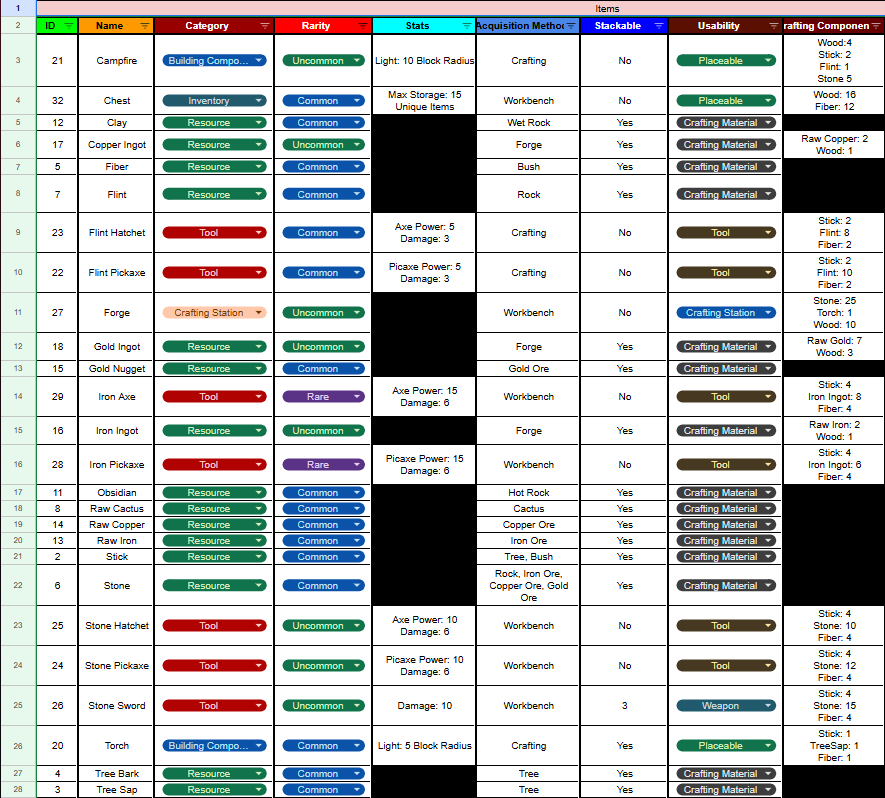 1 Items
2 ID Name Category Rarity Stats Acquisition Method Stackable Usability rafting Componen
3 21 Campfire Building Compo... Uncommon Light: 10 Block Radius Crafting No Placeable Wood:4
Stick: 2
Flint: 1
Stone 5
4 32 Chest Inventory Common Max Storage: 15 Workbench No Placeable Wood: 16
Unique Items Fiber: 12
5 12 Clay Resource Common Wet Rock Yes Crafting Material
6 17 Copper Ingot Resource Uncommon Forge Yes Crafting Material Raw Copper: 2
Wood: 1
7 5 Fiber Resource Common Bush Yes Crafting Material
8 7 Flint Resource Common Rock Yes Crafting Material
9 23 Flint Hatchet Tool Common Axe Power: 5 Crafting No Tool Stick: 2
Damage: 3 Flint: 8
Fiber: 2
10 22 Flint Pickaxe Tool Common Picaxe Power: 5 Crafting No Tool Stick: 2
Damage: 3 Flint: 10
Fiber: 2
11 27 Forge Crafting Station Uncommon Workbench No Crafting Station Stone: 25
Torch: 1
Wood: 10
12 18 Gold Ingot Resource Uncommon Forge Yes Crafting Material Raw Gold: 7
Wood: 3
13 15 Gold Nugget Resource Common Gold Ore Yes Crafting Material
14 29 Iron Axe Tool Rare Axe Power: 15 Workbench No Tool Stick: 4
Damage: 6 Iron Ingot: 8
Fiber: 4
15 16 Iron Ingot Resource Uncommon Forge Yes Crafting Material Raw Iron: 2
Wood: 1
16 28 Iron Pickaxe Tool Rare Picaxe Power: 15 Workbench No Tool Stick: 4
Damage: 6 Iron Ingot: 6
Fiber: 4
17 11 Obsidian Resource Common Hot Rock Yes Crafting Material
18 8 Raw Cactus Resource Common Cactus Yes Crafting Material
19 14 Raw Copper Resource Common Copper Ore Yes Crafting Material
20 13 Raw Iron Resource Common Iron Ore Yes Crafting Material
21 2 Stick Resource Common Tree, Bush Yes Crafting Material
22 6 Stone Resource Common Rock, Iron Ore, Yes Crafting Material
Copper Ore, Gold
Ore
23 25 Stone Hatchet Tool Uncommon Axe Power: 10 Workbench No Tool Stick: 4
Damage: 6 Stone: 10
Fiber: 4
24 24 Stone Pickaxe Tool Uncommon Picaxe Power: 10 Workbench No Tool Stick: 4
Damage: 6 Stone: 12
Fiber: 4
25 26 Stone Sword Tool Uncommon Damage: 10 Workbench 3 Weapon Stick: 4
Stone: 15
Fiber: 4
26 20 Torch Building Compo... Common Light: 5 Block Radius Crafting Yes Placeable Stick: 1
TreeSap: 1
Fiber: 1
27 4 Tree Bark Resource Common Tree Yes Crafting Material
28 3 Tree Sap Resource Common Tree Yes Crafting Material